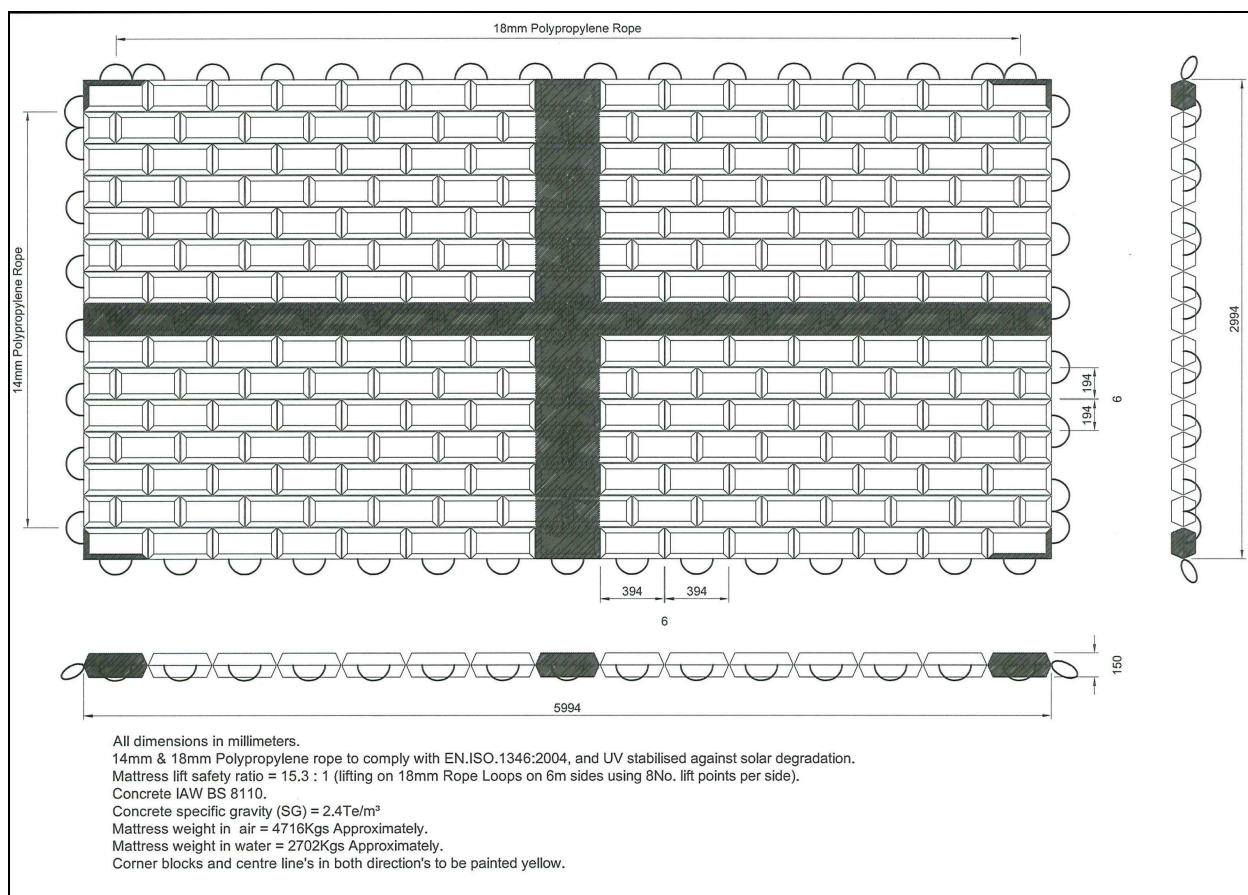 18mm Polypropylene Rope
14mm Polypropylene Rope
2994
194
194
6
394
394
6
150
5994
All dimensions in millimeters.
14mm & 18mm Polypropylene rope to comply with EN.ISO.1346:2004, and UV stabilised against solar degradation.
Mattress lift safety ratio = 15.3 : 1 (lifting on 18mm Rope Loops on 6m sides using 8No. lift points per side).
Concrete IAW BS 8110.
Concrete specific gravity (SG) = 2.4Te/m³
Mattress weight in air = 4716Kgs Approximately.
Mattress weight in water = 2702Kgs Approximately.
Corner blocks and centre line's in both direction's to be painted yellow.